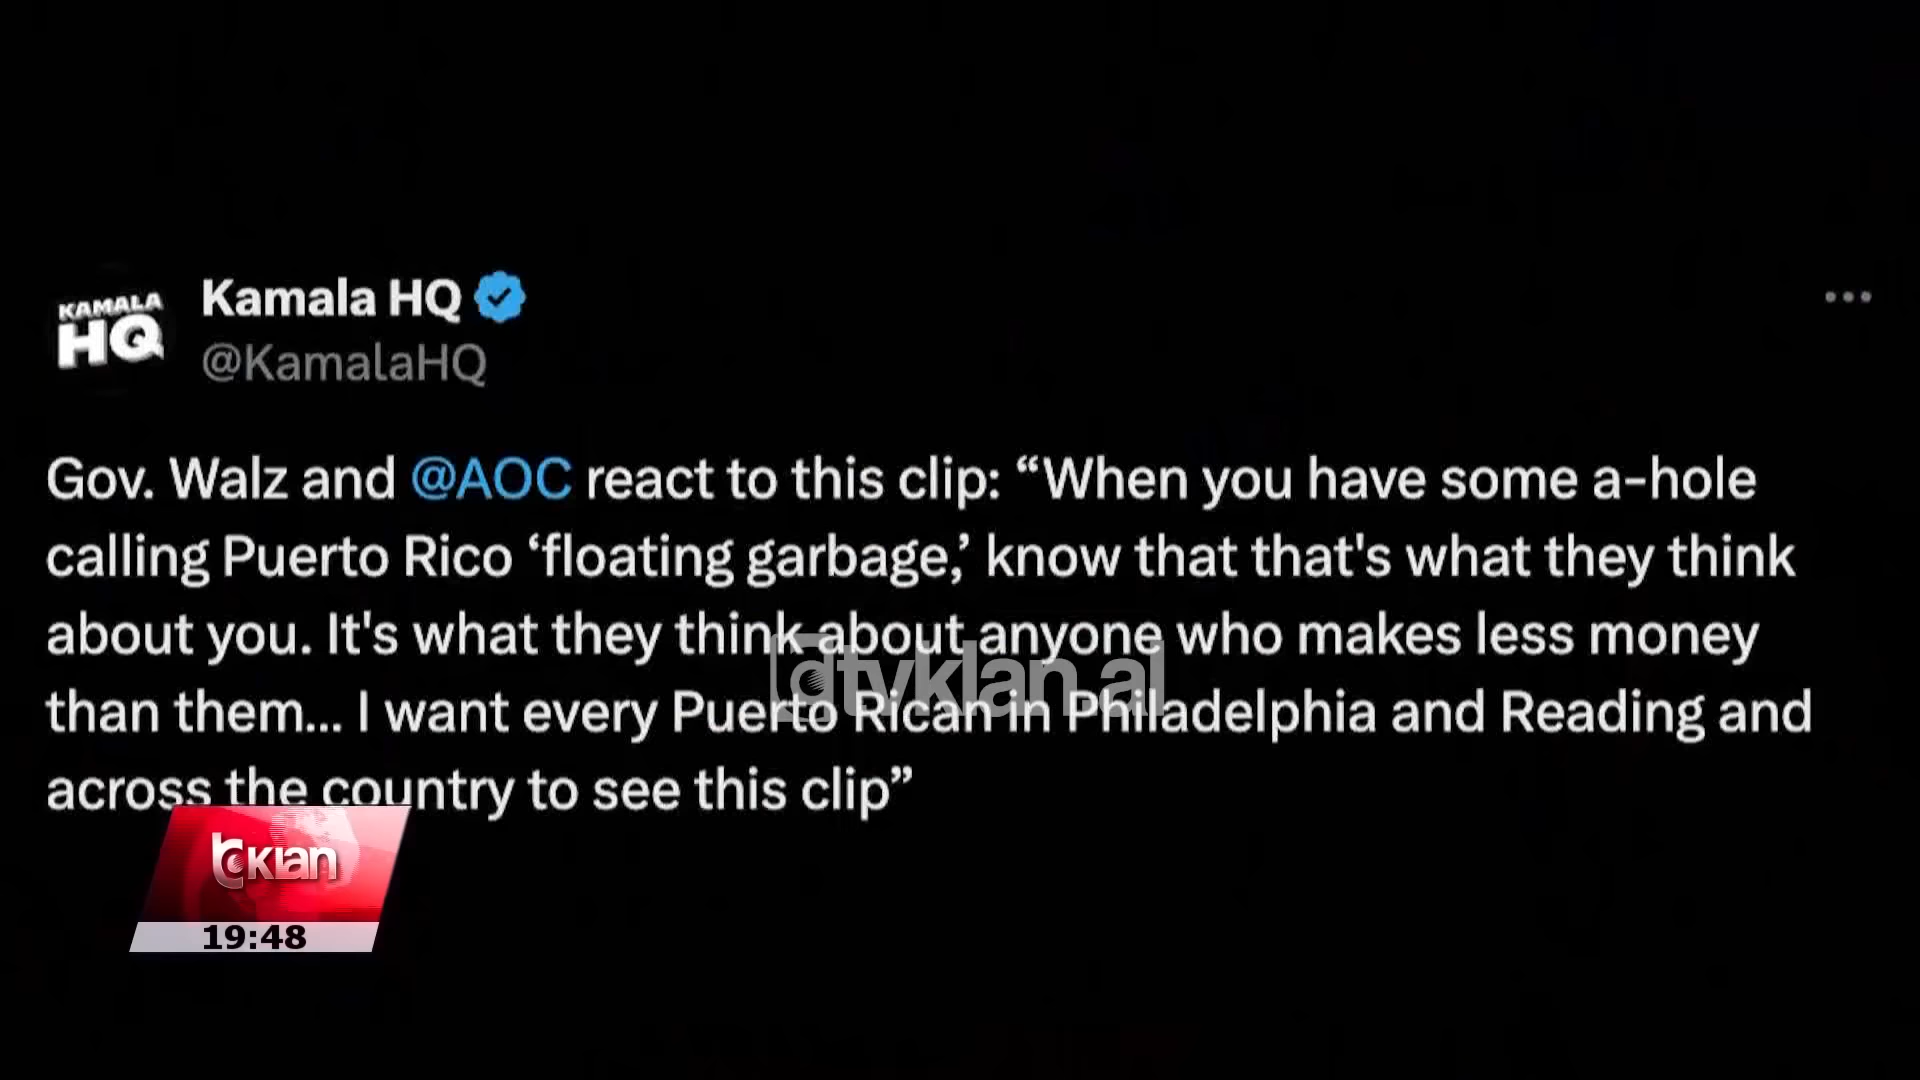 KAMALA
HQ
Kamala HQ
@KamalaHQ
Gov. Walz and @AOC react to this clip: “When you have some a-hole
calling Puerto Rico ‘floating garbage,’ know that that's what they think
about you. It's what they think about anyone who makes less money
than them... I want every Puerto Rican in Philadelphia and Reading and
across the country to see this clip”
tvklan.al
klan
19:48